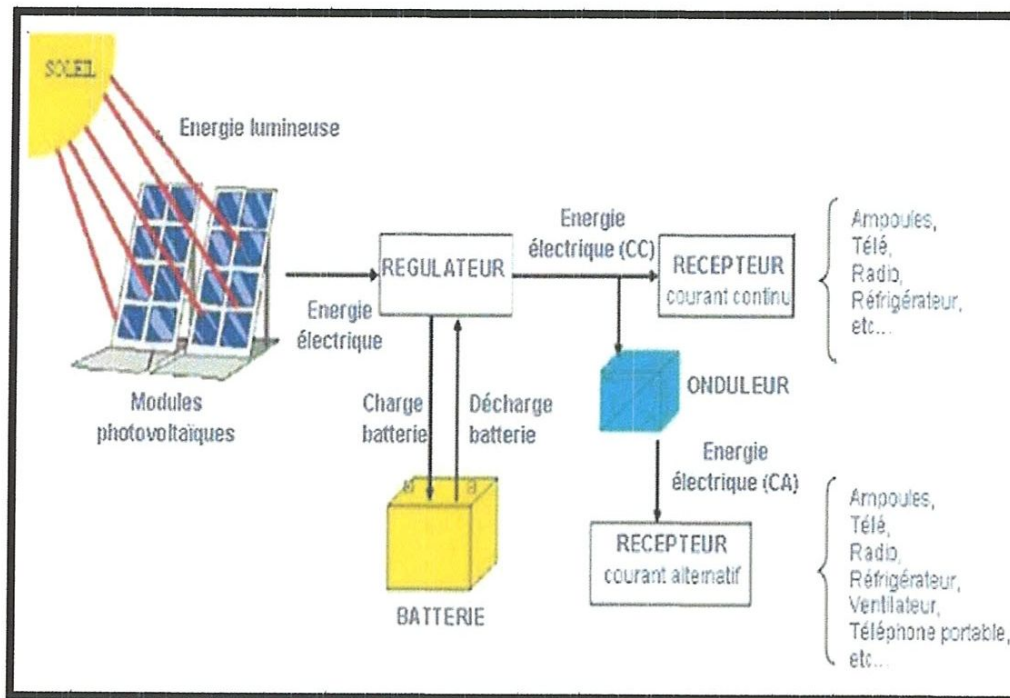 SOLEIL
Energie lumineuse
Modules
photovoltaïques
Energie
électrique
REGULATEUR
Charge
batterie
Décharge
batterie
BATTERIE
Energie
électrique (CC)
RECEPTEUR
courant continu
Ampoules,
Télé,
Radio,
Réfrigérateur,
etc...
ONDULEUR
Energie
électrique (CA)
RECEPTEUR
courant alternatif
Ampoules,
Télé,
Radio,
Réfrigérateur,
Ventilateur,
Téléphone portable,
etc...